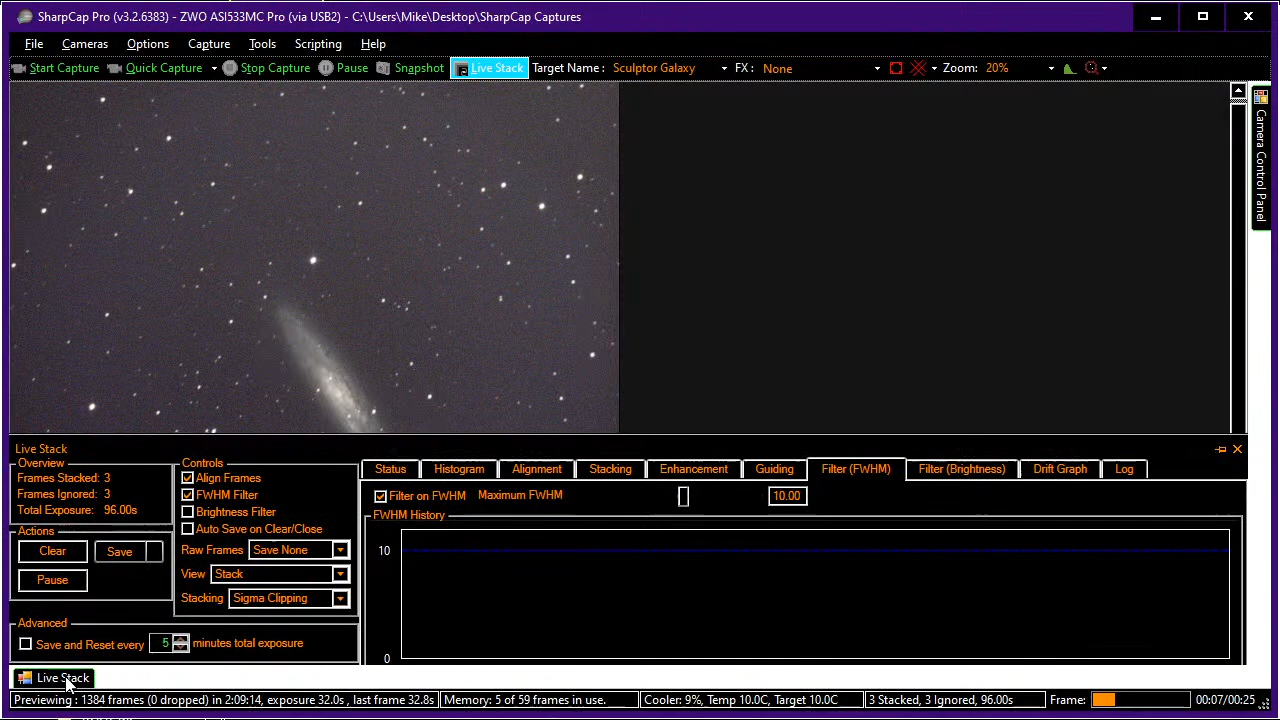 SharpCap Pro (v3.2.6383) - ZWO ASI533MC Pro (via USB2) - C:\Users\Mike\Desktop\SharpCap Captures
File Cameras Options Capture Tools Scripting Help
Start Capture Quick Capture Stop Capture Pause Snapshot Live Stack Target Name : Sculptor Galaxy FX : None Zoom: 20%
Camera Control Panel
Live Stack
Overview
Frames Stacked: 3
Frames Ignored: 3
Total Exposure: 96.00s
Actions
Clear Save
Pause
Controls
Align Frames
FWHM Filter
Brightness Filter
Auto Save on Clear/Close
Raw Frames Save None
View Stack
Stacking Sigma Clipping
Advanced
Save and Reset every 5 minutes total exposure
Status Histogram Alignment Stacking Enhancement Guiding Filter (FWHM) Filter (Brightness) Drift Graph Log
Filter on FWHM Maximum FWHM 10.00
FWHM History
10
0
Live Stack
Previewing : 1384 frames (0 dropped) in 2:09:14, exposure 32.0s , last frame 32.8s Memory: 5 of 59 frames in use. Cooler: 9%, Temp 10.0C, Target 10.0C 3 Stacked, 3 Ignored, 96.00s Frame: 00:07/00:25